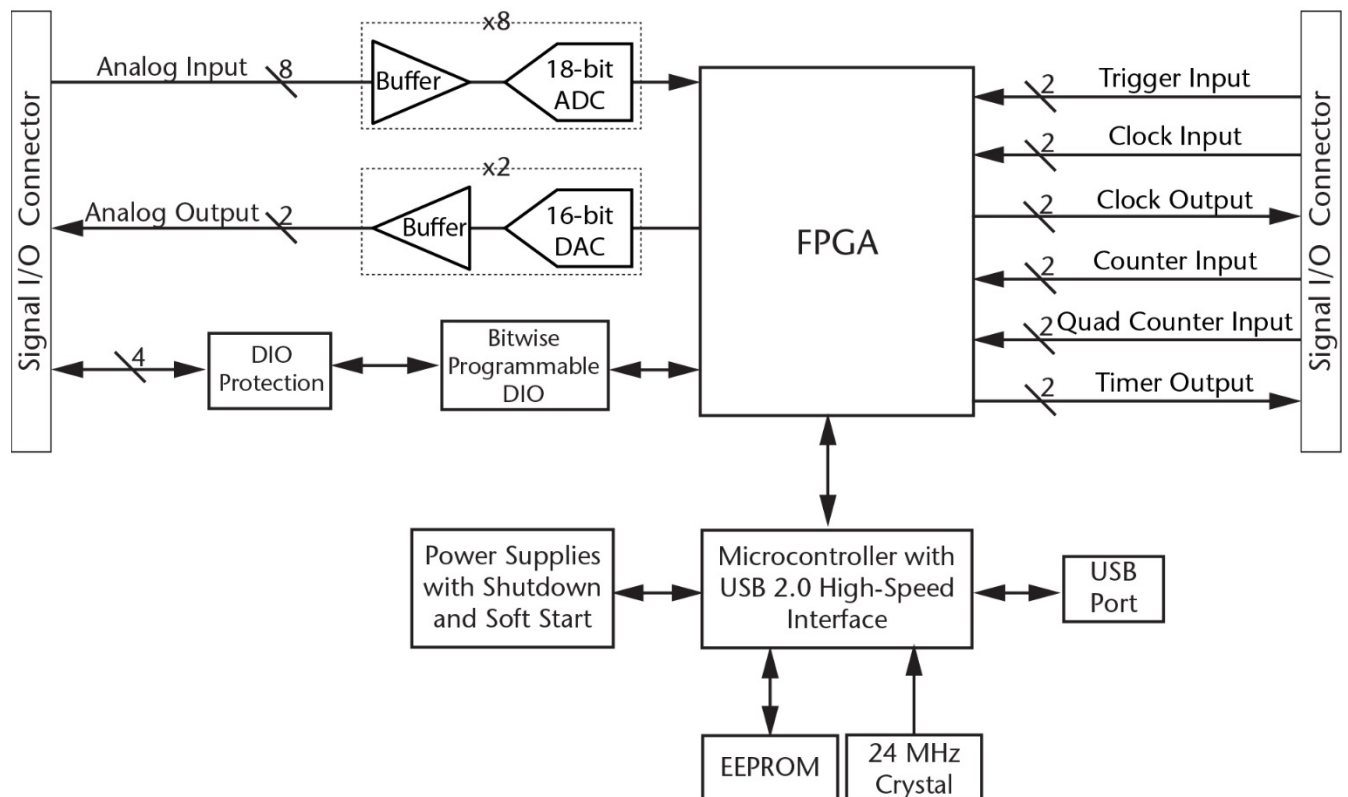 x8
Analog Input
8
Buffer
18-bit
ADC
x2
Analog Output
2
Buffer
16-bit
DAC
Signal I/O Connector
4
DIO
Protection
Bitwise
Programmable
DIO
FPGA
2
Trigger Input
2
Clock Input
2
Clock Output
2
Counter Input
2
Quad Counter Input
2
Timer Output
Signal I/O Connector
Power Supplies
with Shutdown
and Soft Start
Microcontroller with
USB 2.0 High-Speed
Interface
USB
Port
EEPROM
24 MHz
Crystal